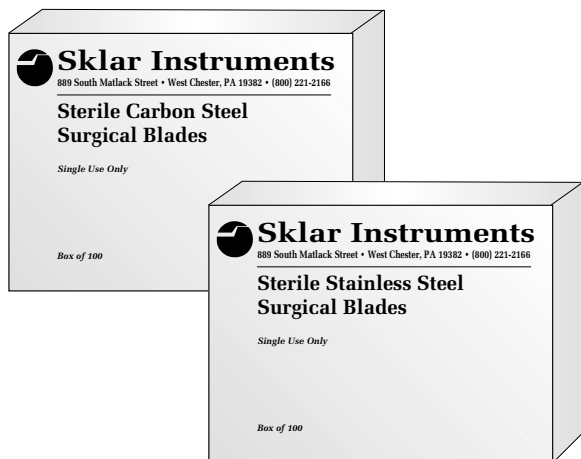 Sklar Instruments
889 South Matlack Street • West Chester, PA 19382 • (800) 221-2166
Sterile Carbon Steel
Surgical Blades
Single Use Only
Box of 100
Sklar Instruments
889 South Matlack Street • West Chester, PA 19382 • (800) 221-2166
Sterile Stainless Steel
Surgical Blades
Single Use Only
Box of 100